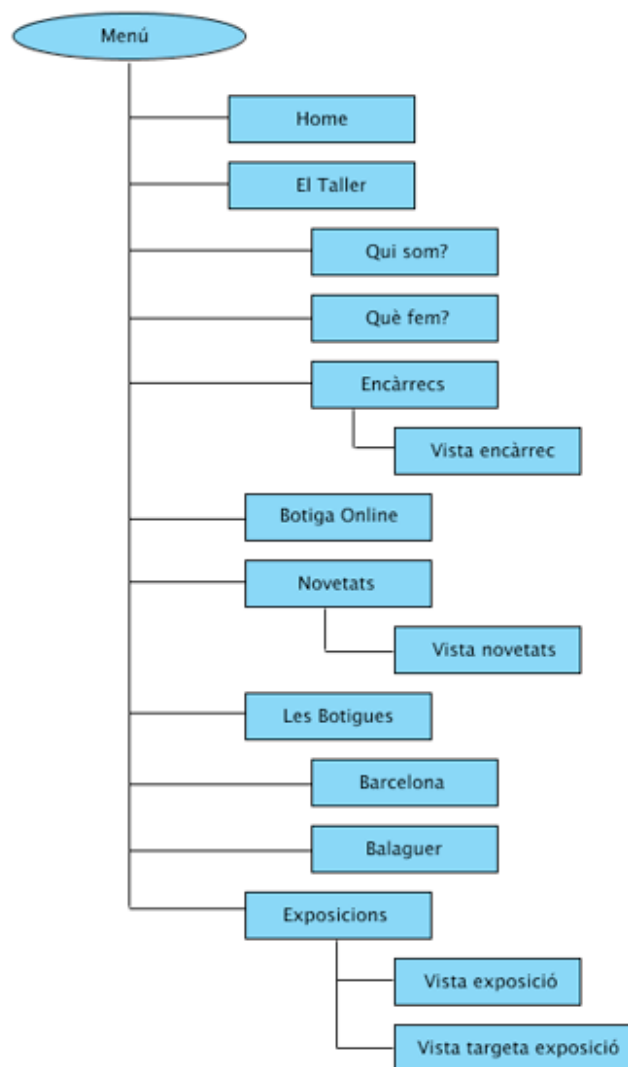 Menú
Home
El Taller
Qui som?
Què fem?
Encàrrecs
Vista encàrrec
Botiga Online
Novetats
Vista novetats
Les Botigues
Barcelona
Balaguer
Exposicions
Vista exposició
Vista targeta exposició